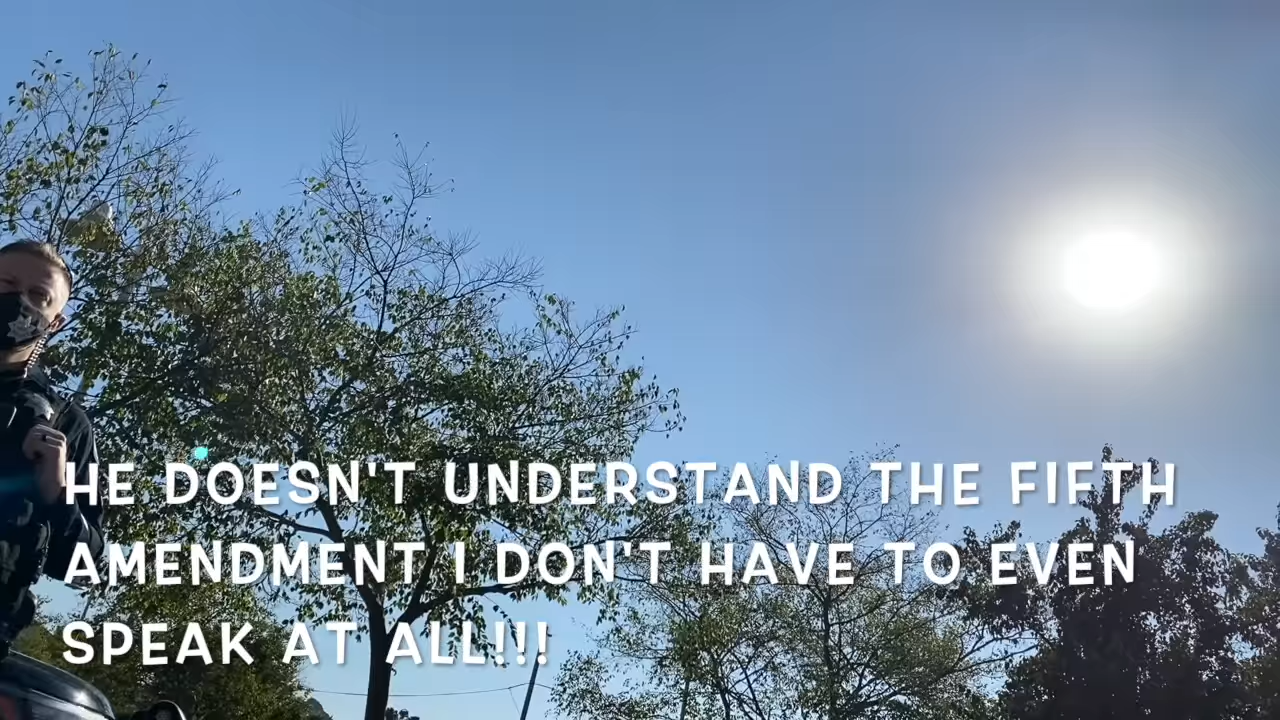 HE DOESN'T UNDERSTAND THE FIFTH
AMENDMENT I DON'T HAVE TO EVEN
SPEAK AT ALL!!!